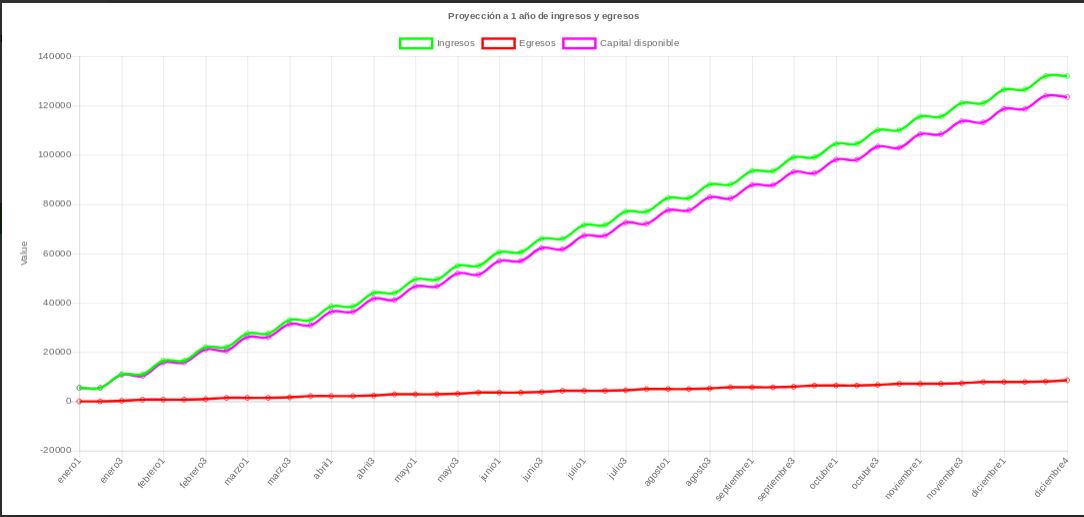 Proyección a 1 año de ingresos y egresos
Ingresos Egresos Capital disponible
140000
120000
100000
80000
60000
40000
20000
0
-20000
Value
enero1 enero3 febrero1 febrero3 marzo1 marzo3 abril1 abril3 mayo1 mayo3 junio1 junio3 julio1 julio3 agosto1 agosto3 septiembre1 septiembre3 octubre1 octubre3 noviembre1 noviembre3 diciembre1 diciembre4